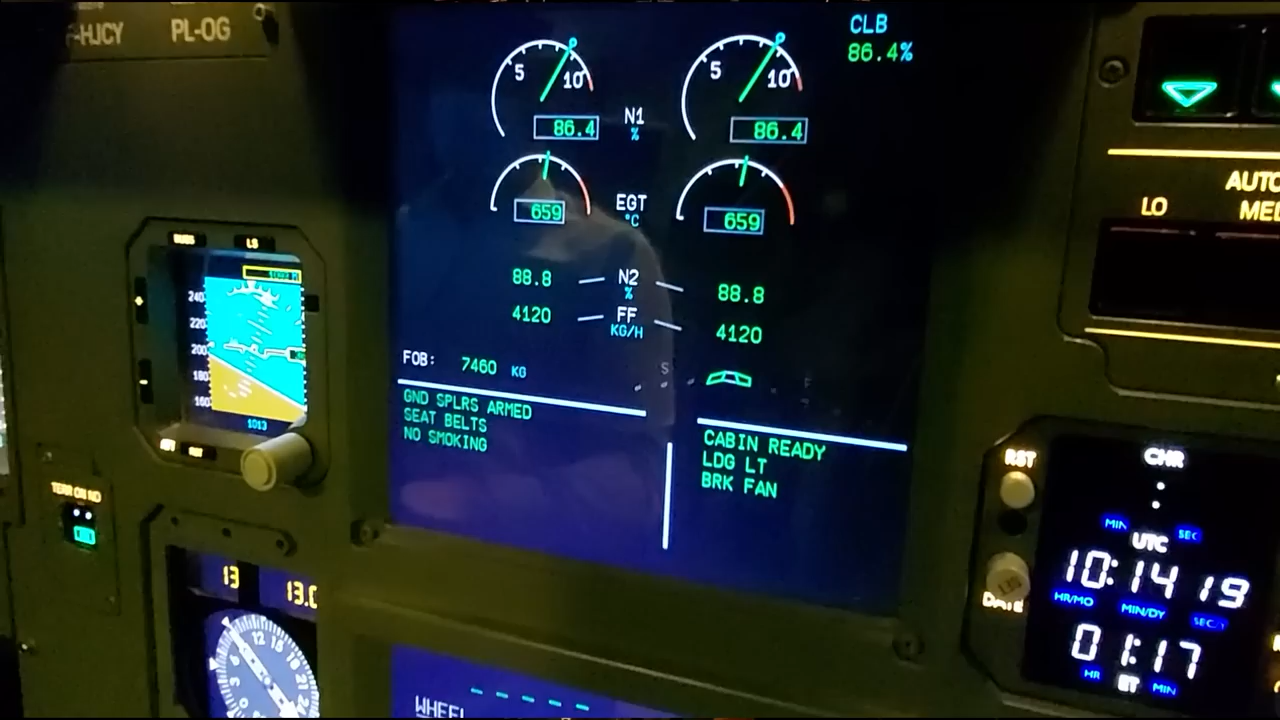 F-HJCY PL-OG
CLB
86.4%
5 10
5 10
86.4 N1 % 86.4
EGT °C
659 659
88.8 N2 % 88.8
4120 FF KG/H 4120
FOB: 7460 KG
S F
GND SPLRS ARMED
SEAT BELTS
NO SMOKING
CABIN READY
LDG LT
BRK FAN
WHEEL
BUGS LS
240
220
200
180
160
1013
TERR ON ND
13 13.0
12
AUTO
LO ME
RST CHR
MIN SEC
UTC
10:14 19
DATE
HR/MO MIN/DY SEC
01:17
HR ET MIN